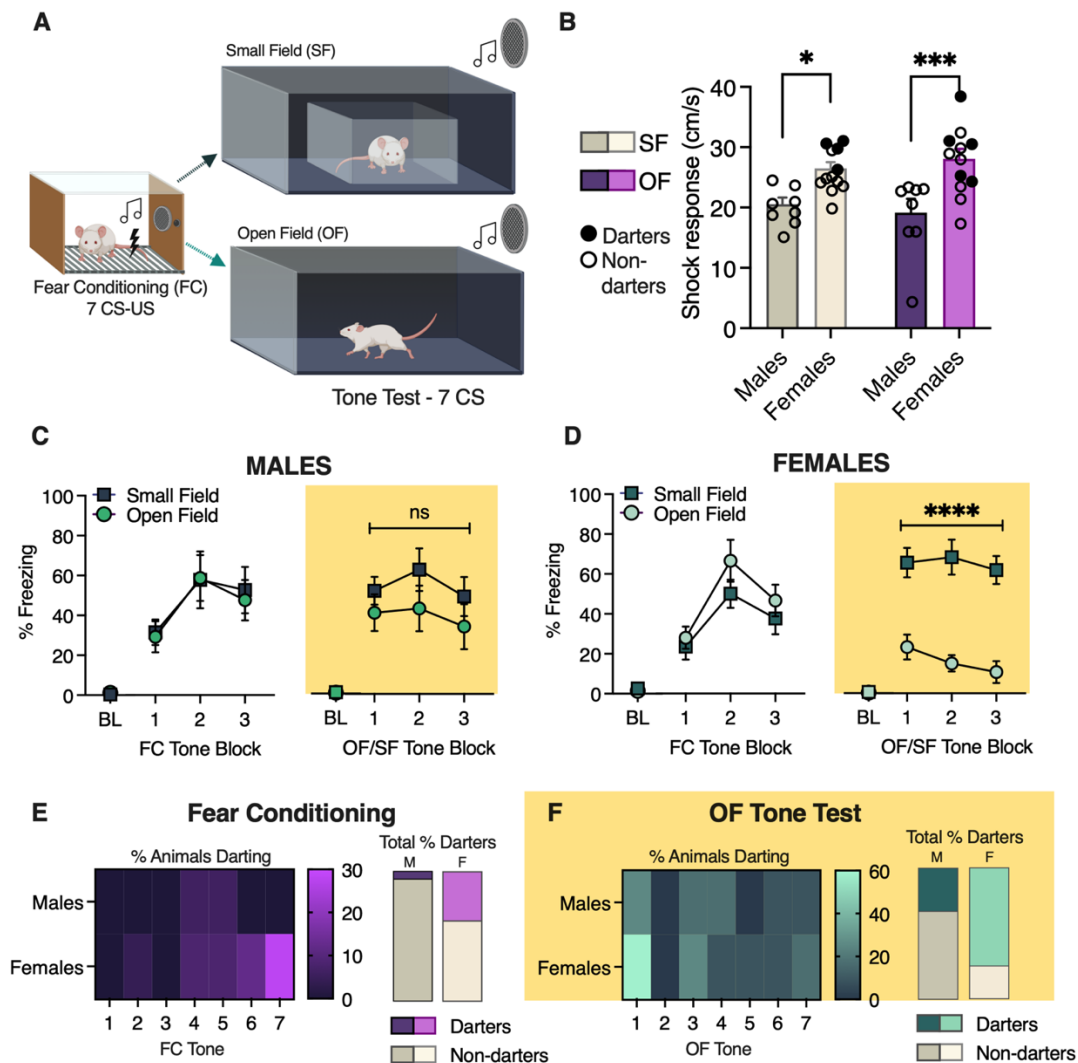 A
Small Field (SF)
Open Field (OF)
Fear Conditioning (FC)
7 CS-US
Tone Test - 7 CS
B
Shock response (cm/s)
40
30
20
10
0
*
***
SF
OF
Darters
Non-
darters
Males
Females
Males
Females
C
MALES
Small Field
Open Field
% Freezing
100
80
60
40
20
0
BL
1
2
3
FC Tone Block
ns
BL
1
2
3
OF/SF Tone Block
D
FEMALES
Small Field
Open Field
% Freezing
100
80
60
40
20
0
BL
1
2
3
FC Tone Block
****
BL
1
2
3
OF/SF Tone Block
E
Fear Conditioning
% Animals Darting
Males
Females
1
2
3
4
5
6
7
FC Tone
30
20
10
0
Total % Darters
M
F
Darters
Non-darters
F
OF Tone Test
% Animals Darting
Males
Females
1
2
3
4
5
6
7
OF Tone
60
40
20
0
Total % Darters
M
F
Darters
Non-darters